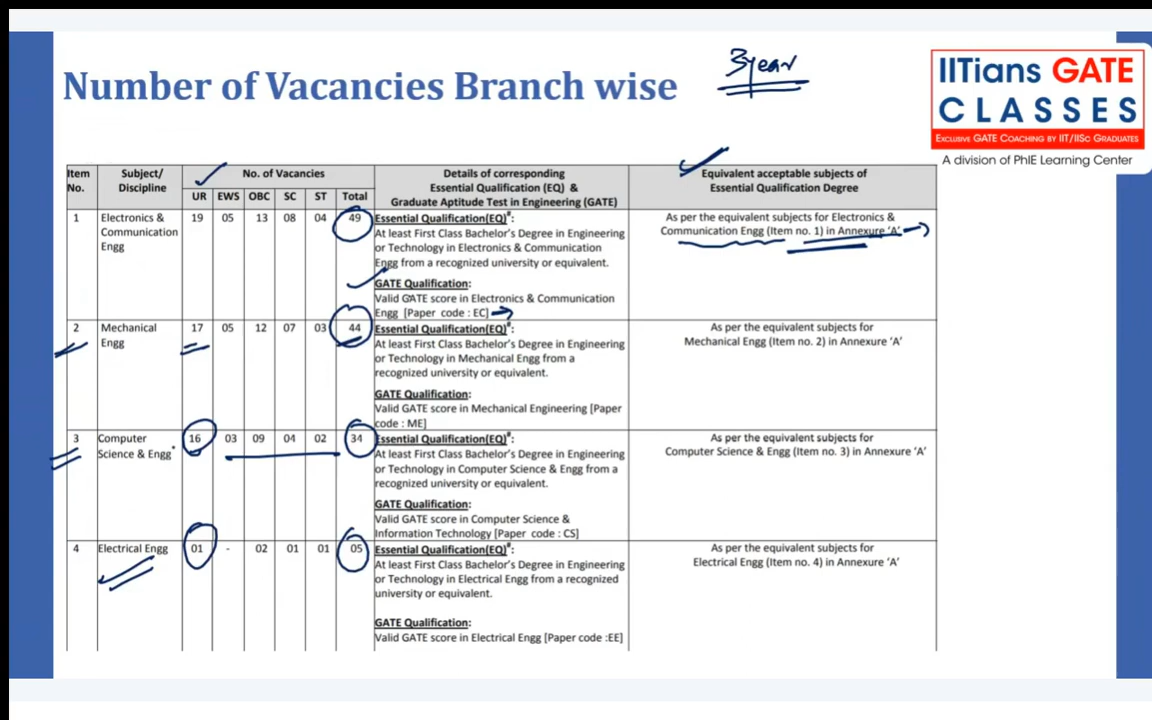 3year
Number of Vacancies Branch wise
IITians GATE
CLASSES
EXCLUSIVE GATE COACHING BY IIT/IISc GRADUATES
A division of PhIE Learning Center
Item No.
Subject/ Discipline
No. of Vacancies
UR EWS OBC SC ST Total
Details of corresponding
Essential Qualification (EQ) &
Graduate Aptitude Test in Engineering (GATE)
Equivalent acceptable subjects of
Essential Qualification Degree
1
Electronics &
Communication
Engg
19 05 13 08 04 49
Essential Qualification(EQ)#:
At least First Class Bachelor's Degree in Engineering
or Technology in Electronics & Communication
Engg from a recognized university or equivalent.
GATE Qualification:
Valid GATE score in Electronics & Communication
Engg [Paper code : EC]
As per the equivalent subjects for Electronics &
Communication Engg (Item no. 1) in Annexure ‘A’
2
Mechanical
Engg
17 05 12 07 03 44
Essential Qualification(EQ)#:
At least First Class Bachelor's Degree in Engineering
or Technology in Mechanical Engg from a
recognized university or equivalent.
GATE Qualification:
Valid GATE score in Mechanical Engineering [Paper
code : ME]
As per the equivalent subjects for
Mechanical Engg (Item no. 2) in Annexure ‘A’
3
Computer
Science & Engg*
16 03 09 04 02 34
Essential Qualification(EQ)#:
At least First Class Bachelor's Degree in Engineering
or Technology in Computer Science & Engg from a
recognized university or equivalent.
GATE Qualification:
Valid GATE score in Computer Science &
Information Technology [Paper code : CS]
As per the equivalent subjects for
Computer Science & Engg (Item no. 3) in Annexure ‘A’
4
Electrical Engg
01 - 02 01 01 05
Essential Qualification(EQ)#:
At least First Class Bachelor's Degree in Engineering
or Technology in Electrical Engg from a recognized
university or equivalent.
GATE Qualification:
Valid GATE score in Electrical Engg [Paper code :EE]
As per the equivalent subjects for
Electrical Engg (Item no. 4) in Annexure ‘A’